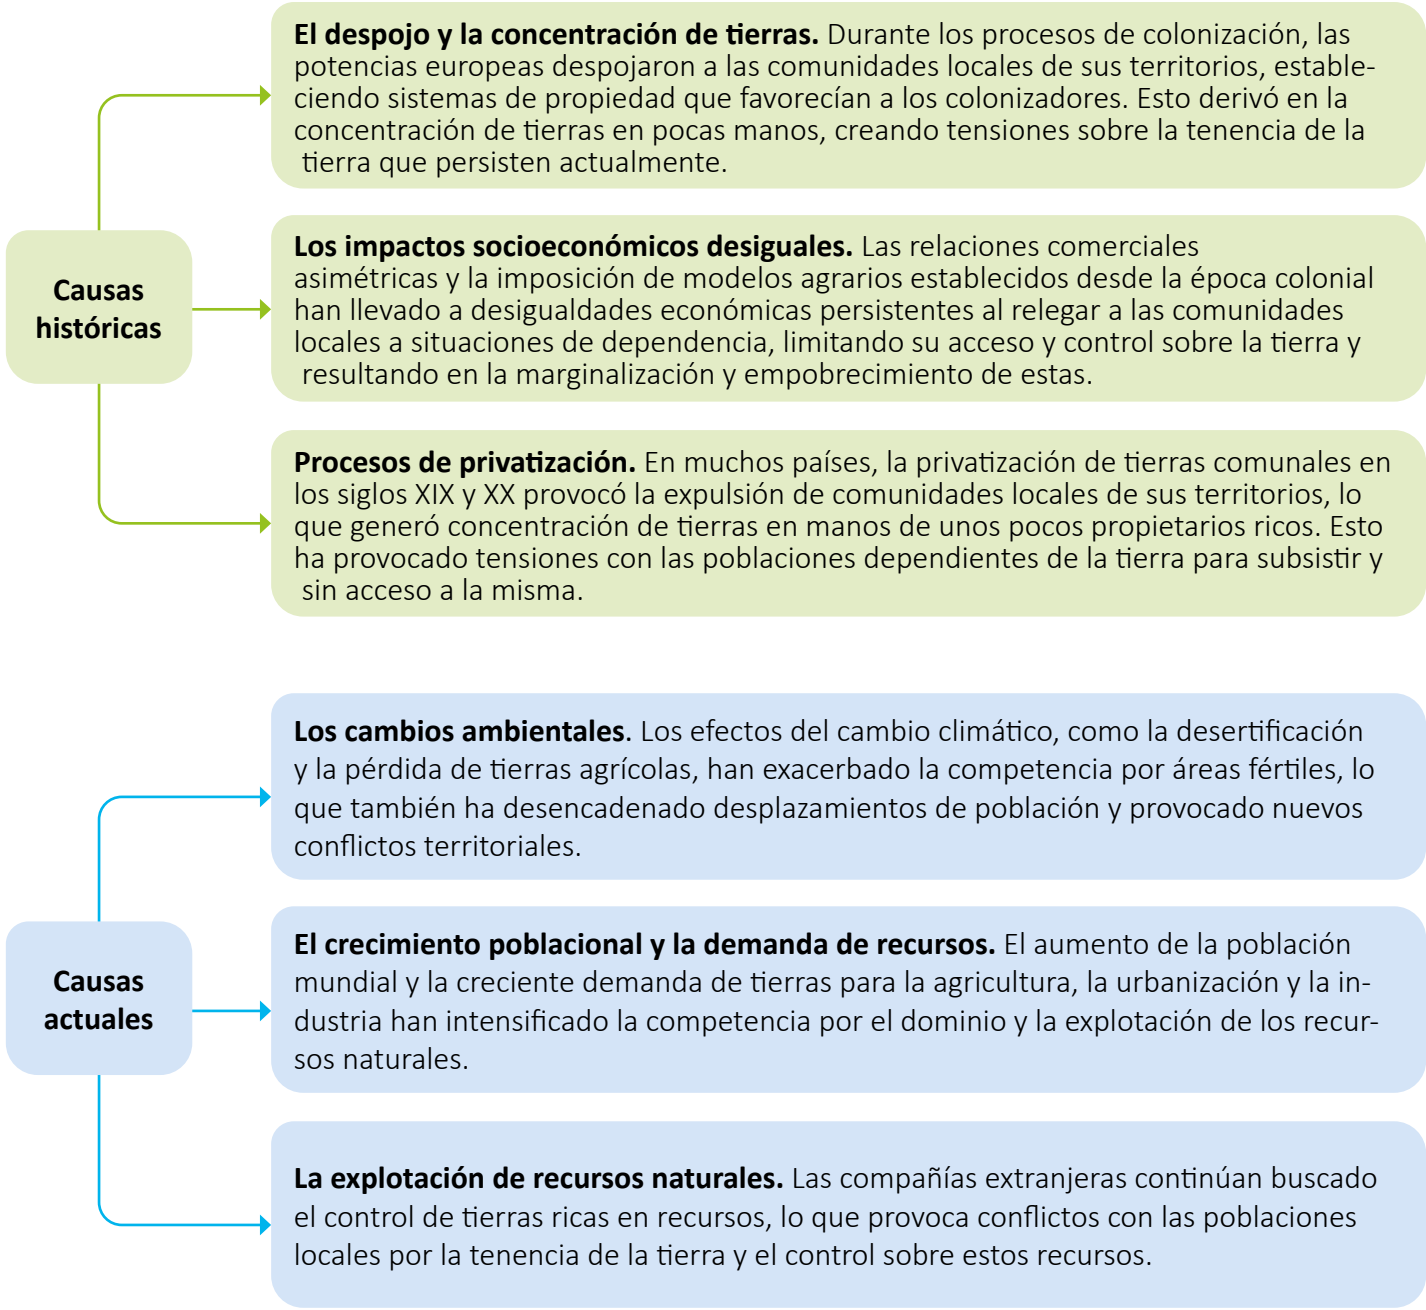 El despojo y la concentración de tierras. Durante los procesos de colonización, las
potencias europeas despojaron a las comunidades locales de sus territorios, estable-
ciendo sistemas de propiedad que favorecían a los colonizadores. Esto derivó en la
concentración de tierras en pocas manos, creando tensiones sobre la tenencia de la
tierra que persisten actualmente.
Causas
históricas
Los impactos socioeconómicos desiguales. Las relaciones comerciales
asimétricas y la imposición de modelos agrarios establecidos desde la época colonial
han llevado a desigualdades económicas persistentes al relegar a las comunidades
locales a situaciones de dependencia, limitando su acceso y control sobre la tierra y
resultando en la marginalización y empobrecimiento de estas.
Procesos de privatización. En muchos países, la privatización de tierras comunales en
los siglos XIX y XX provocó la expulsión de comunidades locales de sus territorios, lo
que generó concentración de tierras en manos de unos pocos propietarios ricos. Esto
ha provocado tensiones con las poblaciones dependientes de la tierra para subsistir y
sin acceso a la misma.
Los cambios ambientales. Los efectos del cambio climático, como la desertificación
y la pérdida de tierras agrícolas, han exacerbado la competencia por áreas fértiles, lo
que también ha desencadenado desplazamientos de población y provocado nuevos
conflictos territoriales.
Causas
actuales
El crecimiento poblacional y la demanda de recursos. El aumento de la población
mundial y la creciente demanda de tierras para la agricultura, la urbanización y la in-
dustria han intensificado la competencia por el dominio y la explotación de los recur-
sos naturales.
La explotación de recursos naturales. Las compañías extranjeras continúan buscado
el control de tierras ricas en recursos, lo que provoca conflictos con las poblaciones
locales por la tenencia de la tierra y el control sobre estos recursos.